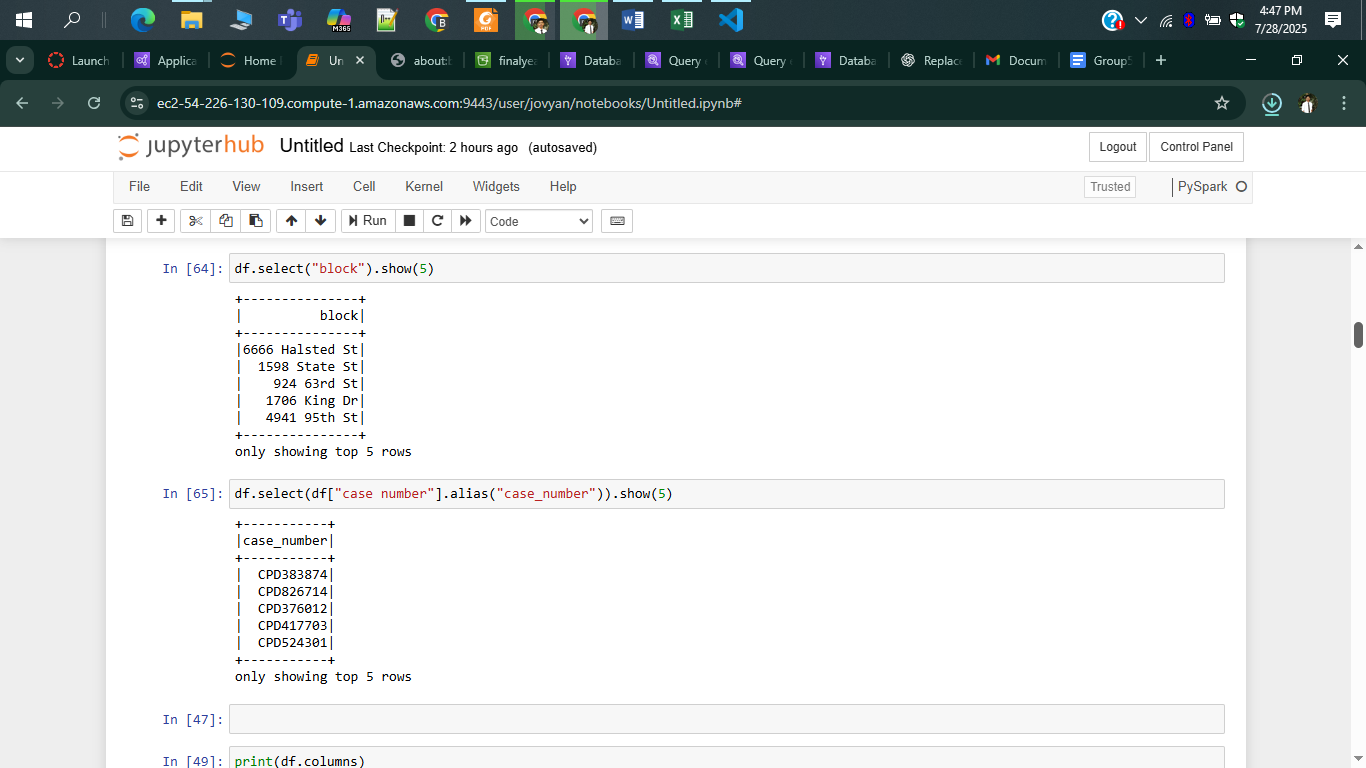 4:47 PM
7/28/2025
M365
PDF
Launch
Applica
Home
Un
about:b
finalyea
Databa
Query
Query
Databa
Replac
Docum
GroupS
ec2-54-226-130-109.compute-1.amazonaws.com:9443/user/jovyan/notebooks/Untitled.ipynb#
jupyterhub Untitled Last Checkpoint: 2 hours ago (autosaved) Logout Control Panel
File Edit View Insert Cell Kernel Widgets Help Trusted PySpark
Run Code
In [64]: df.select("block").show(5)
+---------------+
|          block|
+---------------+
|6666 Halsted St|
|  1598 State St|
|    924 63rd St|
|   1706 King Dr|
|   4941 95th St|
+---------------+
only showing top 5 rows
In [65]: df.select(df["case number"].alias("case_number")).show(5)
+-----------+
|case_number|
+-----------+
|  CPD383874|
|  CPD826714|
|  CPD376012|
|  CPD417703|
|  CPD524301|
+-----------+
only showing top 5 rows
In [47]:
In [49]: print(df.columns)